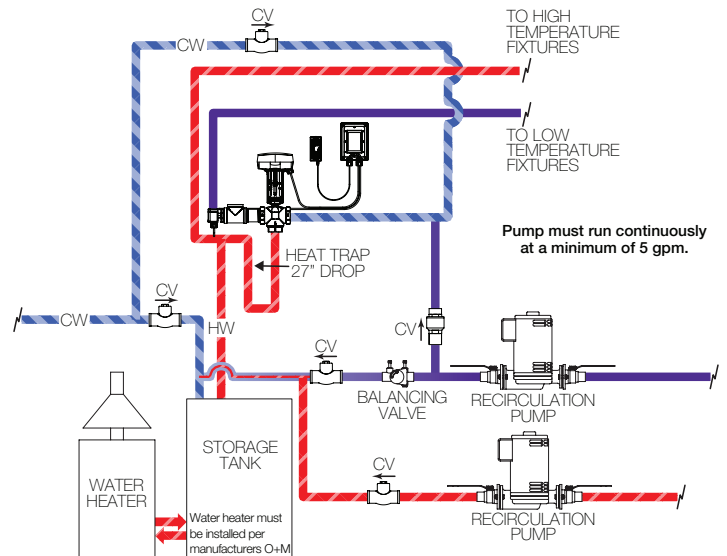 CV
CW
TO HIGH
TEMPERATURE
FIXTURES
TO LOW
TEMPERATURE
FIXTURES
Pump must run continuously
at a minimum of 5 gpm.
HEAT TRAP
27" DROP
CV
CW
HW
CV
CV
BALANCING
VALVE
RECIRCULATION
PUMP
STORAGE
TANK
WATER
HEATER
Water heater must
be installed per
manufacturers O+M
CV
RECIRCULATION
PUMP